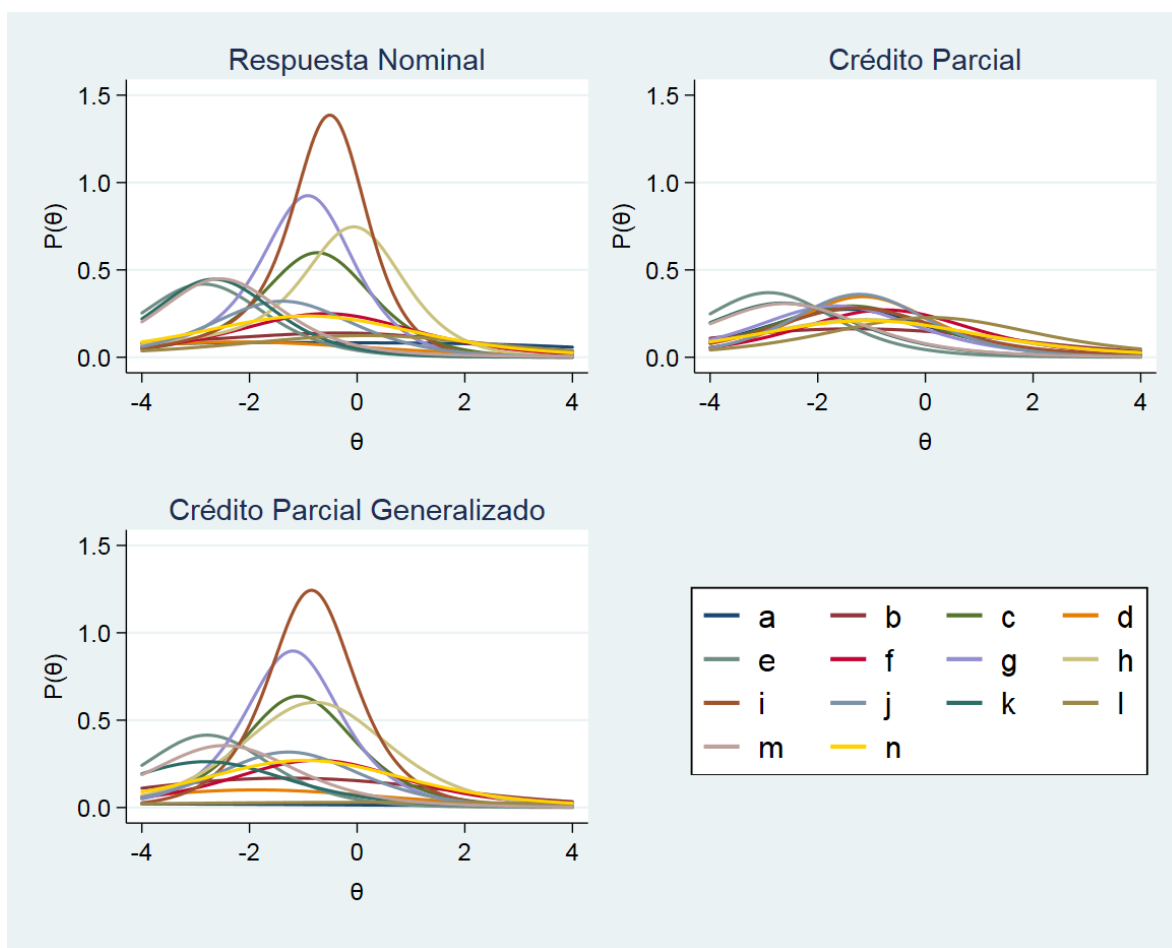 Respuesta Nominal
1.5
1.0
0.5
0.0
P(θ)
-4 -2 0 2 4
θ
Crédito Parcial
1.5
1.0
0.5
0.0
P(θ)
-4 -2 0 2 4
θ
Crédito Parcial Generalizado
1.5
1.0
0.5
0.0
P(θ)
-4 -2 0 2 4
θ
a b c d
e f g h
i j k l
m n